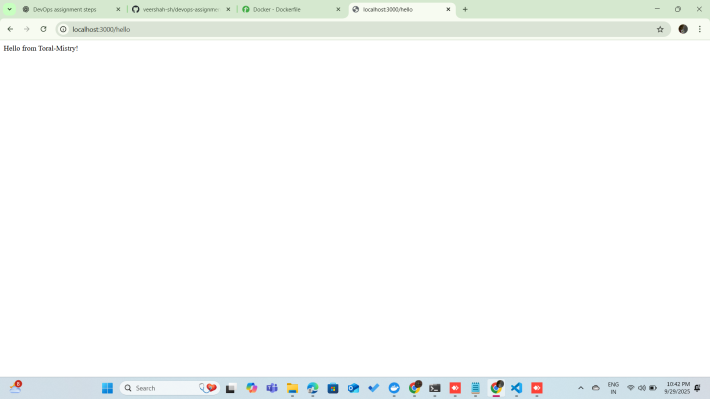 DevOps assignment steps
veershah-sh/devops-assignme
Docker - Dockerfile
localhost:3000/hello
localhost:3000/hello
Hello from Toral-Mistry!
6
Search
ENG
IN
10:42 PM
9/29/2025